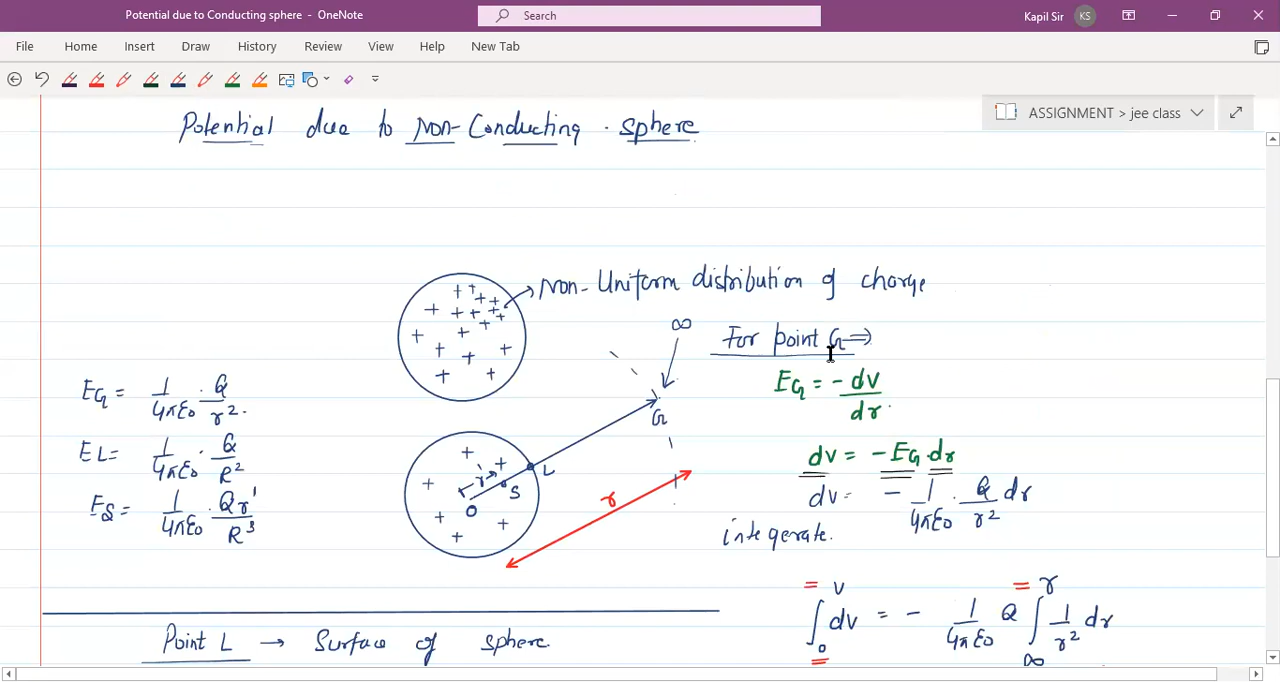 Potential due to Conducting sphere - OneNote
Search
Kapil Sir KS
File Home Insert Draw History Review View Help New Tab
ASSIGNMENT > jee class
Potential due to Non-Conducting sphere
Non-Uniform distribution of charge
∞
For point G ⇒
EG = -dv/dr
EG = 1/4πε0 · Q/r²
G
L
EL = 1/4πε0 · Q/R²
dv = -EG·dr
r'
S
r
dv = - 1/4πε0 · Q/r² dr
ES = 1/4πε0 · Qr'/R³
O
integerate.
∫₀ᵛ dv = - 1/4πε0 Q ∫∞ʳ 1/r² dr
Point L → Surface of sphere